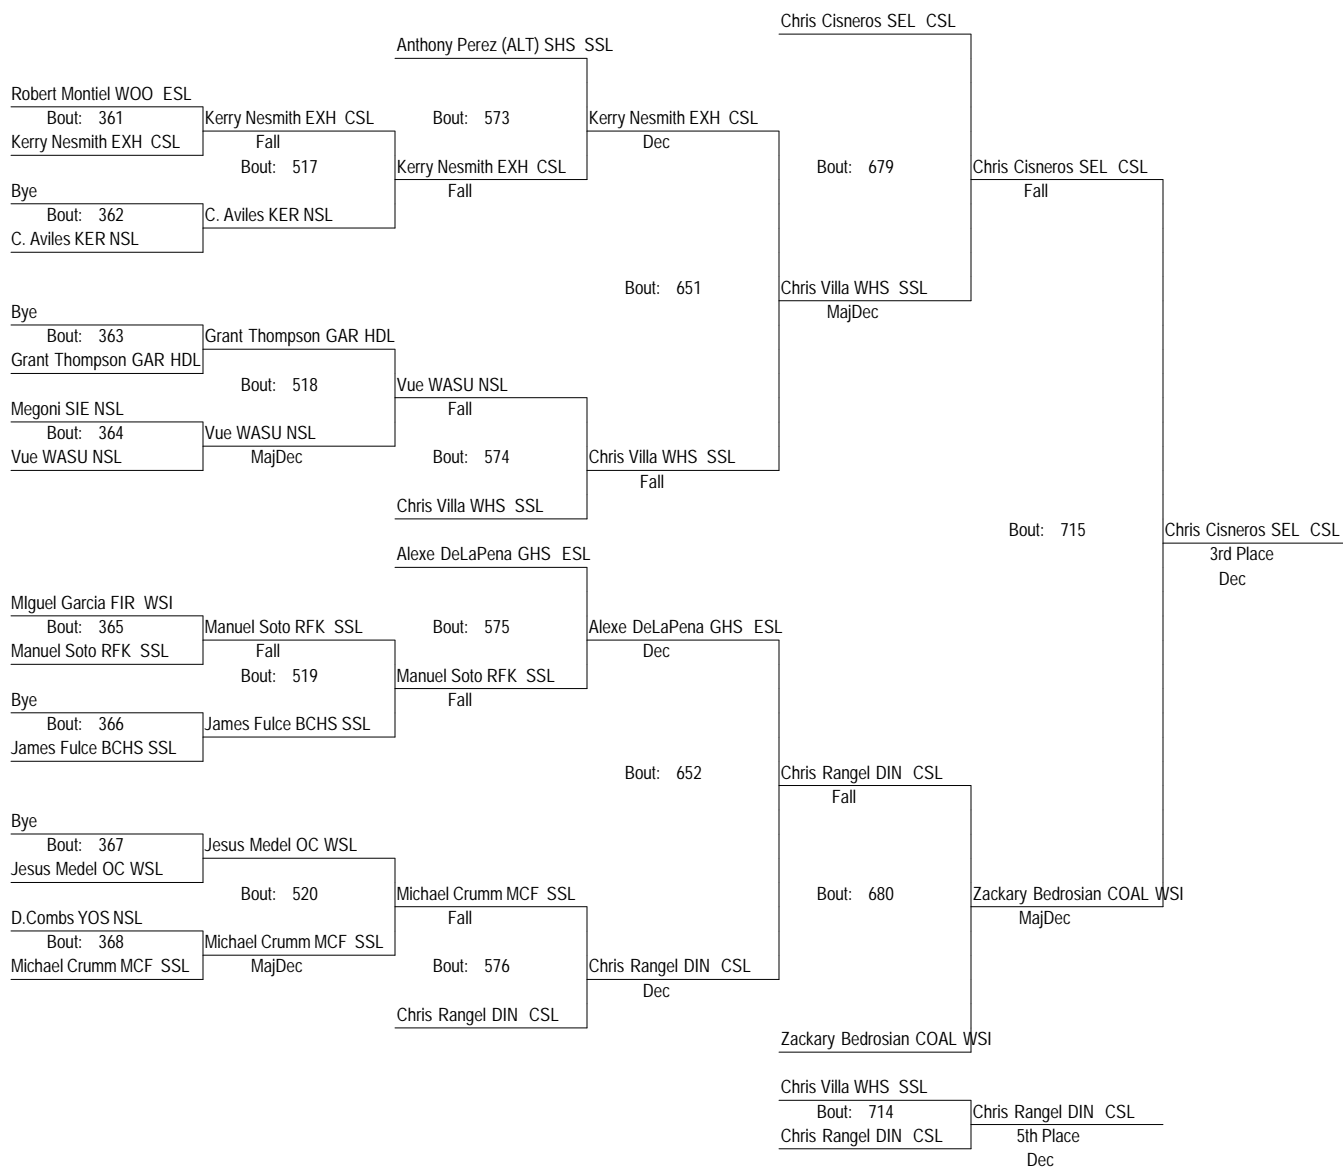 Chris Cisneros SEL CSL
Anthony Perez (ALT) SHS SSL
Robert Montiel WOO ESL
Bout: 361
Kerry Nesmith EXH CSL
Kerry Nesmith EXH CSL
Fall
Bout: 573
Kerry Nesmith EXH CSL
Dec
Bout: 517
Kerry Nesmith EXH CSL
Fall
Bout: 679
Chris Cisneros SEL CSL
Fall
Bye
Bout: 362
C. Aviles KER NSL
C. Aviles KER NSL
Bout: 651
Chris Villa WHS SSL
MajDec
Bye
Bout: 363
Grant Thompson GAR HDL
Grant Thompson GAR HDL
Bout: 518
Vue WASU NSL
Fall
Megoni SIE NSL
Bout: 364
Vue WASU NSL
Vue WASU NSL
MajDec
Bout: 574
Chris Villa WHS SSL
Fall
Chris Villa WHS SSL
Bout: 715
Chris Cisneros SEL CSL
3rd Place
Dec
Alexe DeLaPena GHS ESL
MIguel Garcia FIR WSI
Bout: 365
Manuel Soto RFK SSL
Manuel Soto RFK SSL
Fall
Bout: 575
Alexe DeLaPena GHS ESL
Dec
Bout: 519
Manuel Soto RFK SSL
Fall
Bye
Bout: 366
James Fulce BCHS SSL
James Fulce BCHS SSL
Bout: 652
Chris Rangel DIN CSL
Fall
Bye
Bout: 367
Jesus Medel OC WSL
Jesus Medel OC WSL
Bout: 520
Michael Crumm MCF SSL
Fall
Bout: 680
Zackary Bedrosian COAL WSI
MajDec
D.Combs YOS NSL
Bout: 368
Michael Crumm MCF SSL
Michael Crumm MCF SSL
MajDec
Bout: 576
Chris Rangel DIN CSL
Dec
Chris Rangel DIN CSL
Zackary Bedrosian COAL WSI
Chris Villa WHS SSL
Bout: 714
Chris Rangel DIN CSL
Chris Rangel DIN CSL
5th Place
Dec